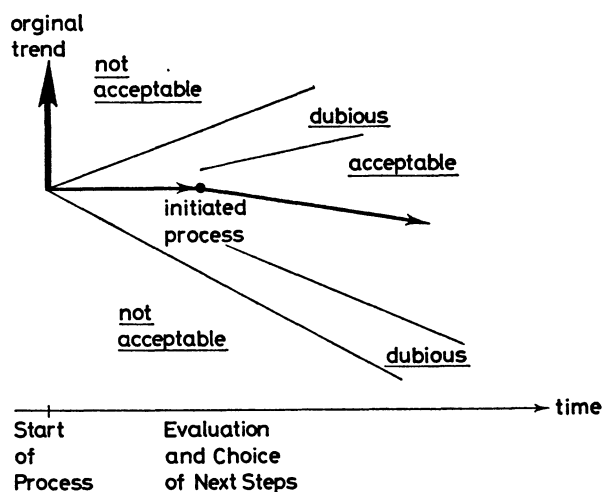 orginal
trend
not
acceptable
dubious
acceptable
initiated
process
not
acceptable
dubious
time
Start
of
Process
Evaluation
and Choice
of Next Steps